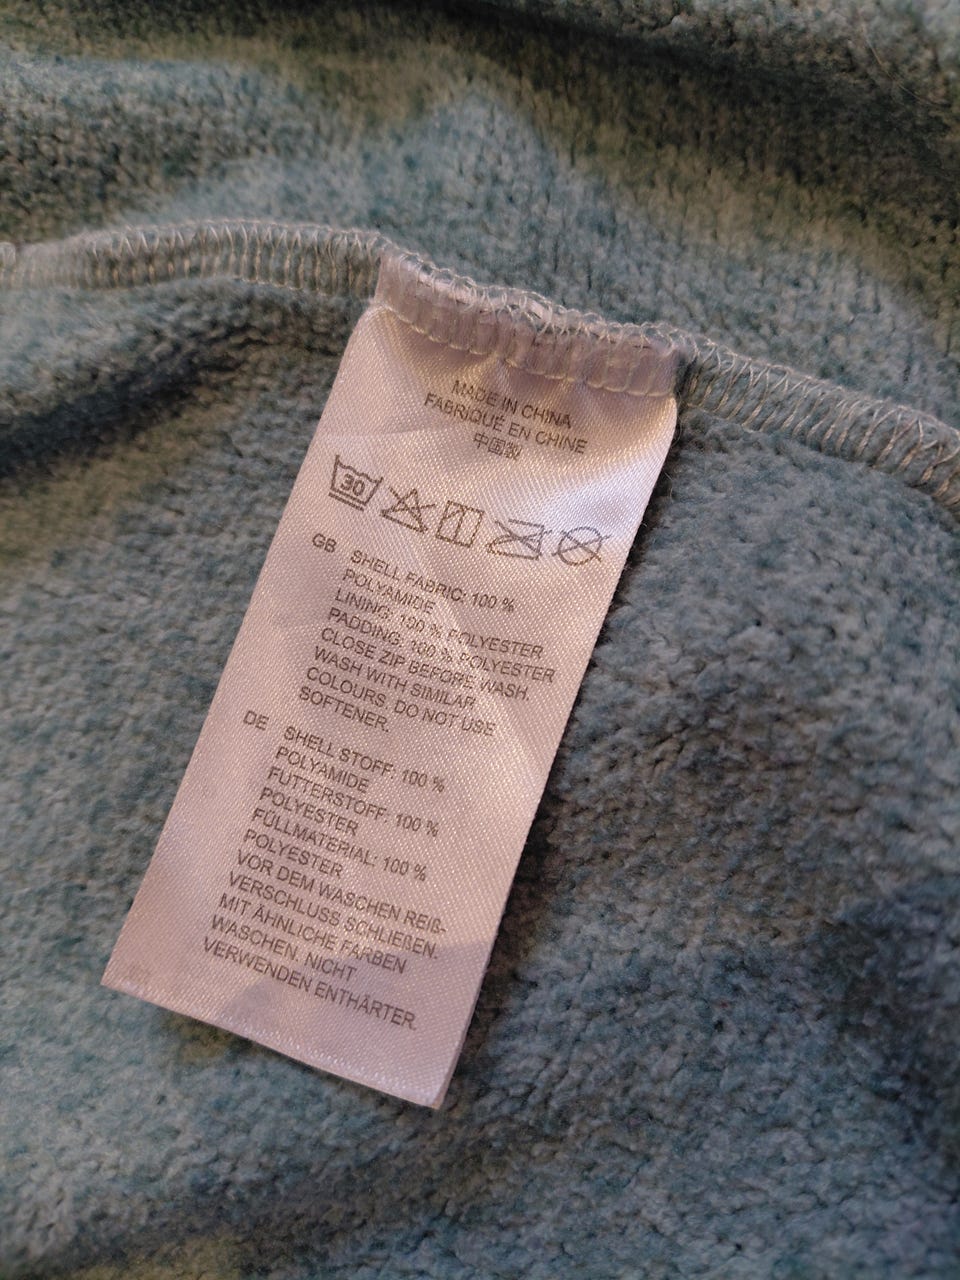 MADE IN CHINA
FABRIQUÉ EN CHINE
中国製
30
GB SHELL FABRIC: 100 %
POLYAMIDE
LINING: 100 % POLYESTER
PADDING: 100 % POLYESTER
CLOSE ZIP BEFORE WASH.
WASH WITH SIMILAR
COLOURS. DO NOT USE
SOFTENER.
DE SHELL STOFF: 100 %
POLYAMIDE
FUTTERSTOFF: 100 %
POLYESTER
FÜLLMATERIAL: 100 %
POLYESTER
VOR DEM WASCHEN REIß-
VERSCHLUSS SCHLIEßEN.
MIT ÄHNLICHE FARBEN
WASCHEN. NICHT
VERWENDEN ENTHÄRTER.